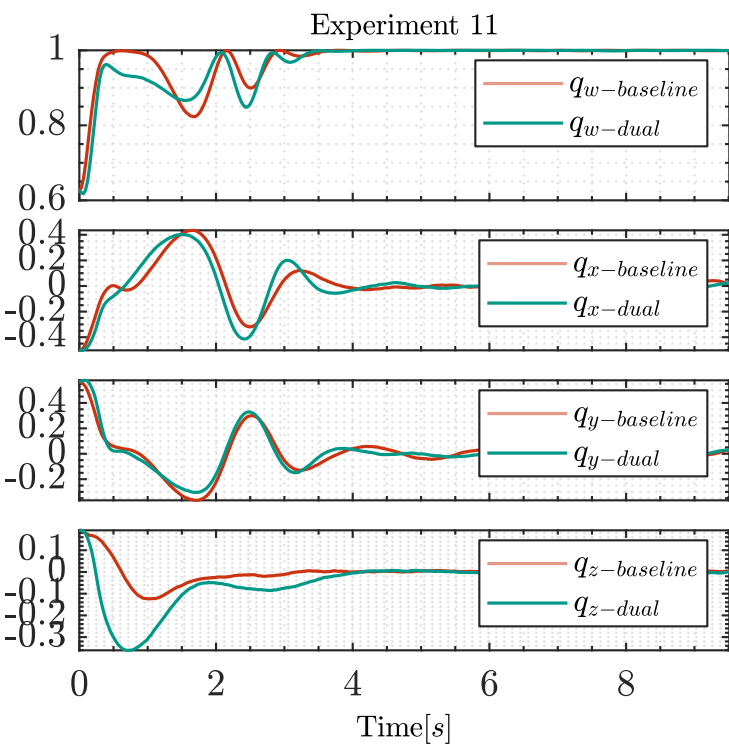 Experiment 11
1
0.8
0.6
q_{w-baseline}
q_{w-dual}
0.4
0.2
0
-0.2
-0.4
q_{x-baseline}
q_{x-dual}
0.4
0.2
0
-0.2
q_{y-baseline}
q_{y-dual}
0.1
0
-0.1
-0.2
-0.3
q_{z-baseline}
q_{z-dual}
0 2 4 6 8
Time[s]